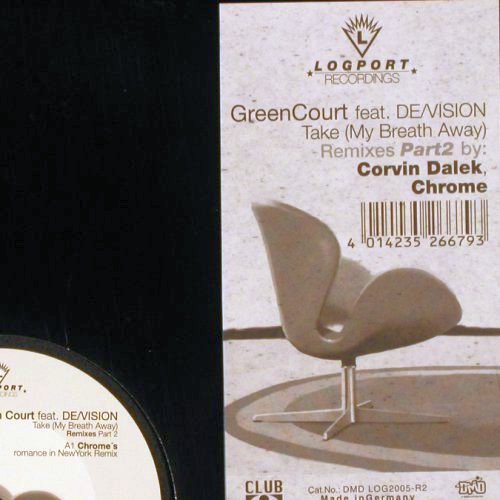 L
LOGPORT
RECORDINGS
GreenCourt feat. DE/VISION
Take (My Breath Away)
Remixes Part2 by:
Corvin Dalek,
Chrome
4 014235 266793
LOGPORT
RECORDINGS
Court feat. DE/VISION
Take (My Breath Away)
Remixes Part 2
A1 Chrome´s
romance in NewYork Remix
CLUB
Cat.No.: DMD LOG2005-R2
Made in Germany
DMD